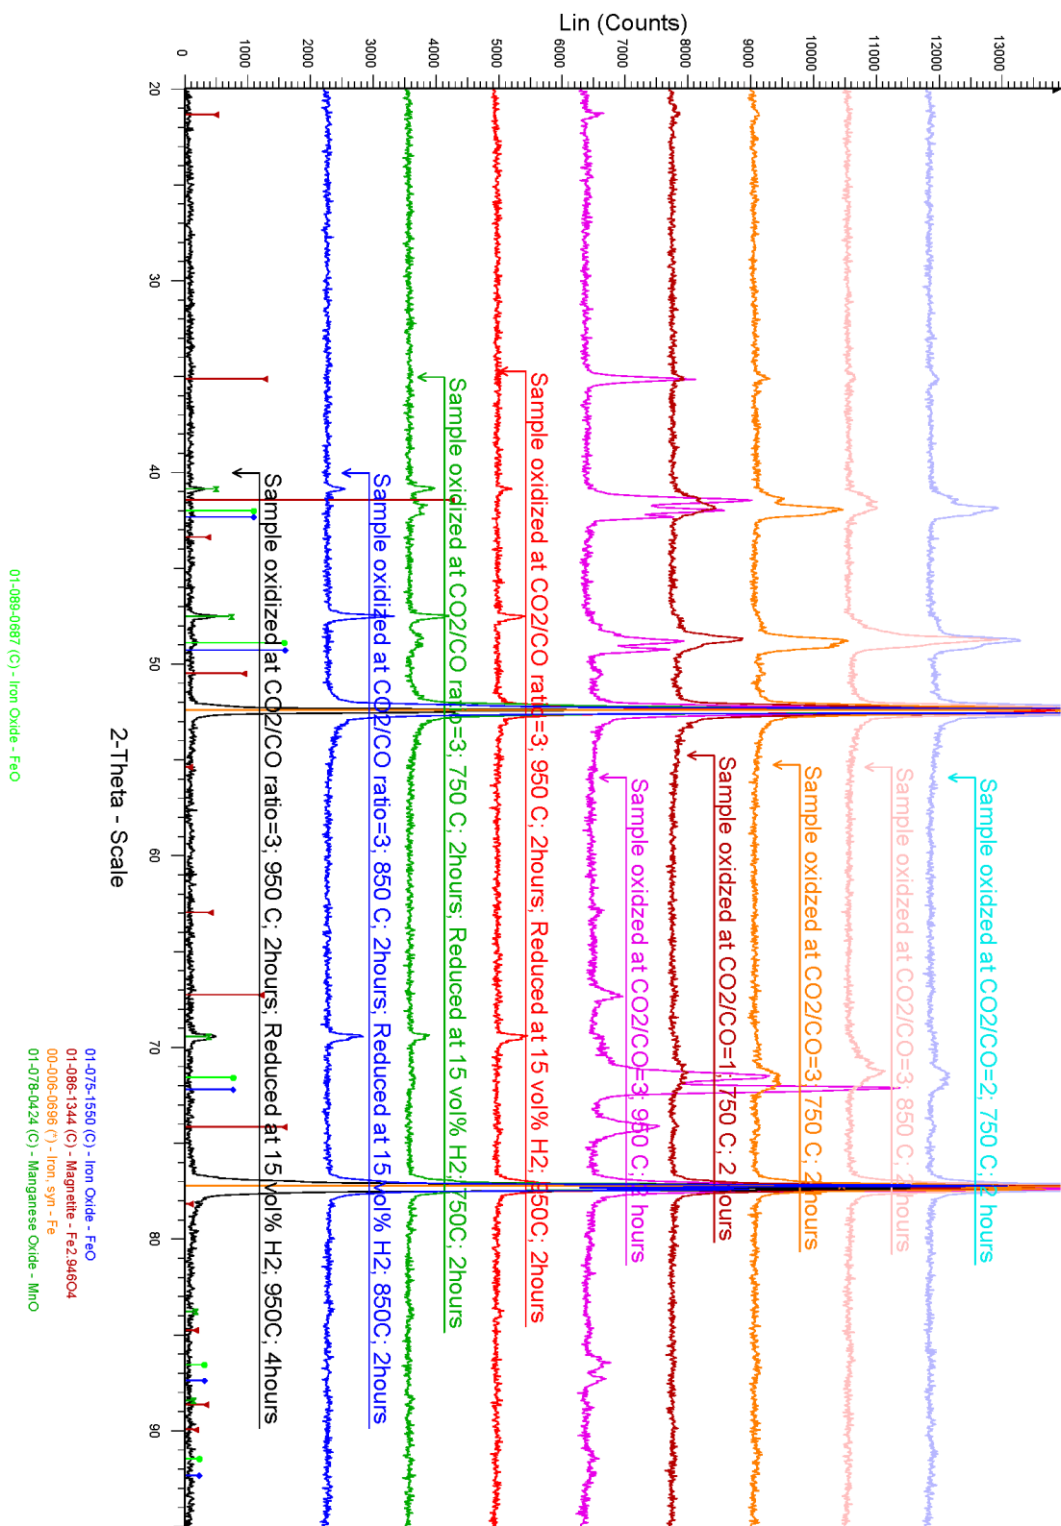 Lin (Counts)
0
1000
2000
3000
4000
5000
6000
7000
8000
9000
10000
11000
12000
13000
20
30
40
50
60
70
80
90
2-Theta - Scale
Sample oxidzed at CO2/CO=2; 750 C; 2 hours
Sample oxidzed at CO2/CO=3; 850 C; 2 hours
Sample oxidzed at CO2/CO=3 750 C; 2hours
Sample oxidzed at CO2/CO=1; 750 C; 2 hours
Sample oxidzed at CO2/CO=3, 950 C; 3 hours
Sample oxidized at CO2/CO ratio=3; 950 C; 2hours; Reduced at 15 vol% H2; 950C; 2hours
Sample oxidized at CO2/CO ratio=3; 750 C; 2hours; Reduced at 15 vol% H2; 750C; 2hours
Sample oxidized at CO2/CO ratio=3; 850 C; 2hours; Reduced at 15 vol% H2; 850C; 2hours
Sample oxidized at CO2/CO ratio=3; 950 C; 2hours; Reduced at 15 vol% H2; 950C; 4hours
01-075-1550 (C) - Iron Oxide - FeO
01-086-1344 (C) - Magnetite - Fe2.946O4
00-006-0696 (*) - Iron, syn - Fe
01-078-0424 (C) - Manganese Oxide - MnO
01-089-0687 (C) - Iron Oxide - FeO